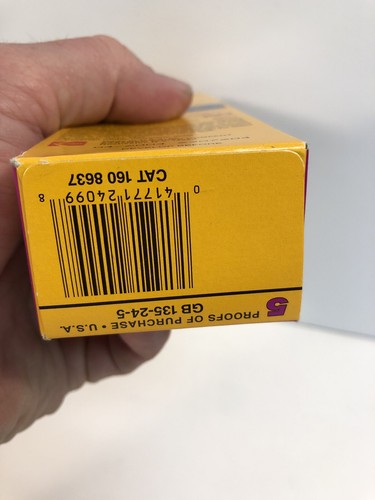 5 PROOFS OF PURCHASE • U.S.A.
GB 135-24-5
0 41771 24099 8
CAT 160 8637